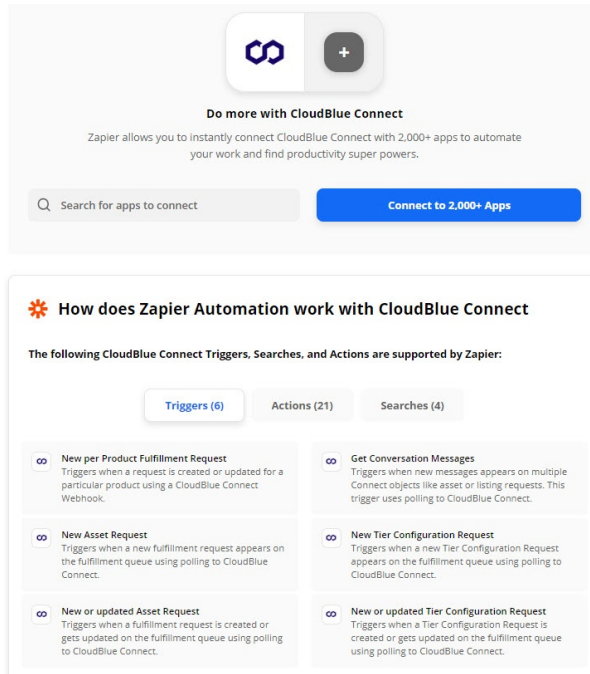 Do more with CloudBlue Connect
Zapier allows you to instantly connect CloudBlue Connect with 2,000+ apps to automate
your work and find productivity super powers.
Search for apps to connect
Connect to 2,000+ Apps
How does Zapier Automation work with CloudBlue Connect
The following CloudBlue Connect Triggers, Searches, and Actions are supported by Zapier:
Triggers (6)
Actions (21)
Searches (4)
New per Product Fulfillment Request
Triggers when a request is created or updated for a
particular product using a CloudBlue Connect
Webhook.
Get Conversation Messages
Triggers when new messages appears on multiple
Connect objects like asset or listing requests. This
trigger uses polling to CloudBlue Connect.
New Asset Request
Triggers when a new fulfillment request appears on
the fulfillment queue using polling to CloudBlue
Connect.
New Tier Configuration Request
Triggers when a new Tier Configuration Request
appears on the fulfillment queue using polling to
CloudBlue Connect.
New or updated Asset Request
Triggers when a fulfillment request is created or
gets updated on the fulfillment queue using polling
to CloudBlue Connect.
New or updated Tier Configuration Request
Triggers when a Tier Configuration Request is
created or gets updated on the fulfillment queue
using polling to CloudBlue Connect.